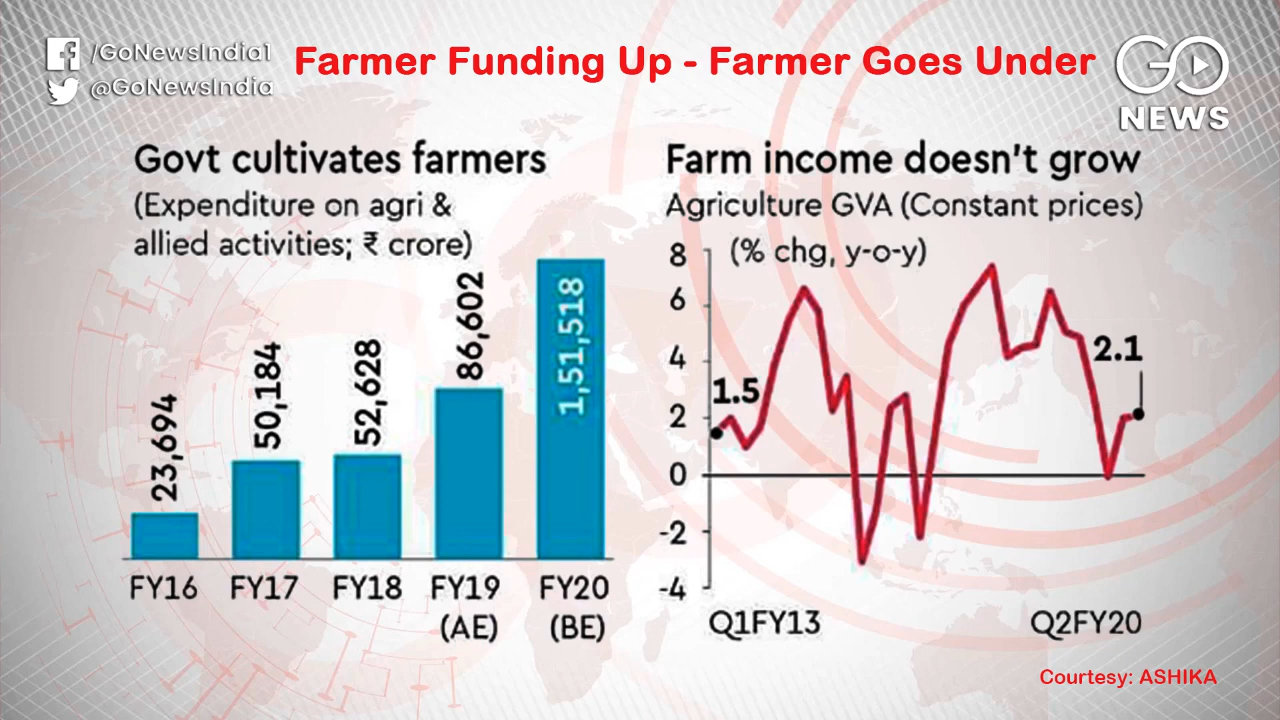 /GoNewsIndia1
@GoNewsIndia
Farmer Funding Up - Farmer Goes Under
GO
NEWS
Govt cultivates farmers
(Expenditure on agri &
allied activities; ₹ crore)
23,694
50,184
52,628
86,602
1,51,518
FY16
FY17
FY18
FY19
(AE)
FY20
(BE)
Farm income doesn't grow
Agriculture GVA (Constant prices)
(% chg, y-o-y)
8
6
4
2
0
-2
-4
1.5
2.1
Q1FY13
Q2FY20
Courtesy: ASHIKA